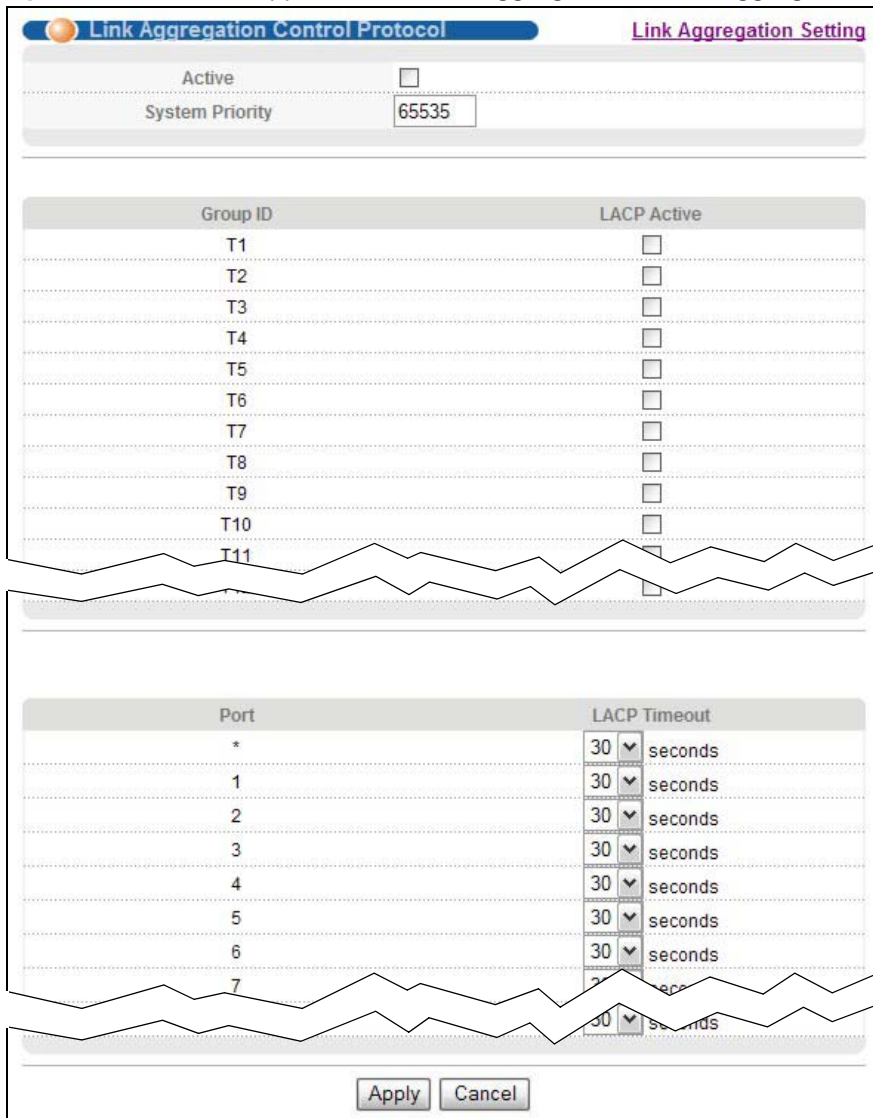 Link Aggregation Control Protocol Link Aggregation Setting
Active
System Priority 65535
Group ID LACP Active
T1
T2
T3
T4
T5
T6
T7
T8
T9
T10
T11
Port LACP Timeout
* 30 seconds
1 30 seconds
2 30 seconds
3 30 seconds
4 30 seconds
5 30 seconds
6 30 seconds
7
30 seconds
Apply Cancel